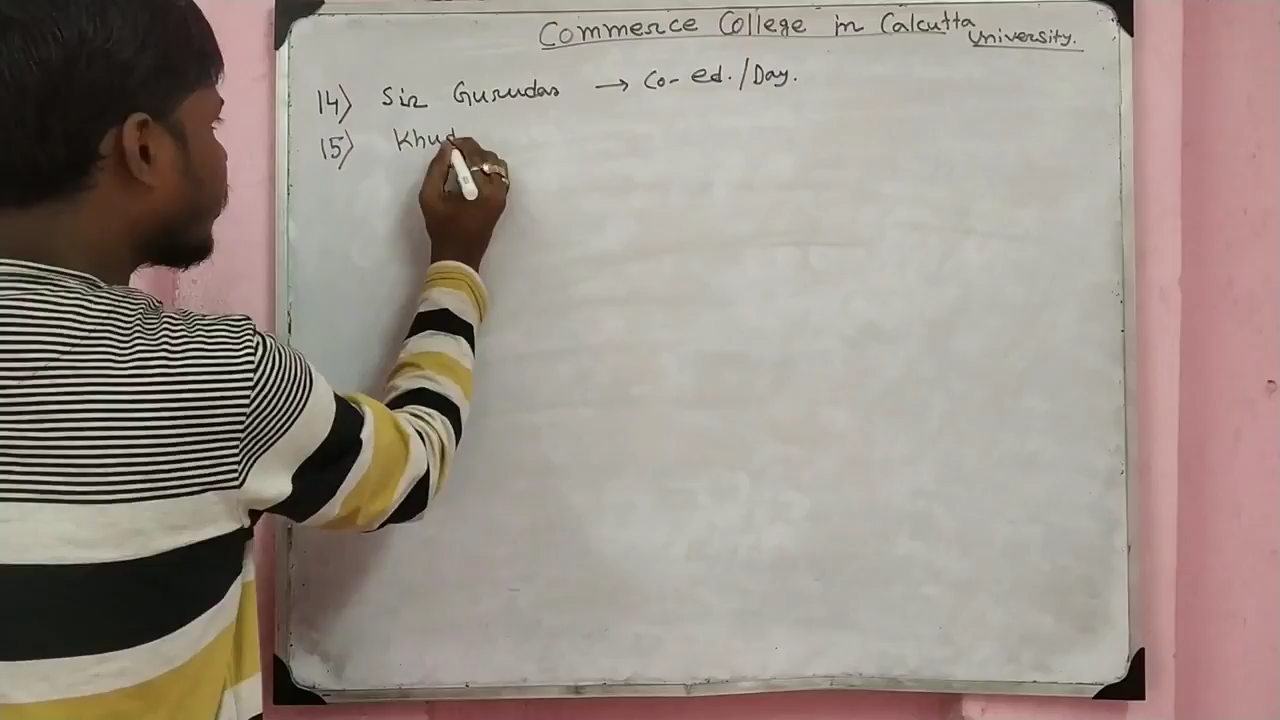 Commerce College in Calcutta University.
14) Sir Gurudas → Co-ed./Day.
15) Khud